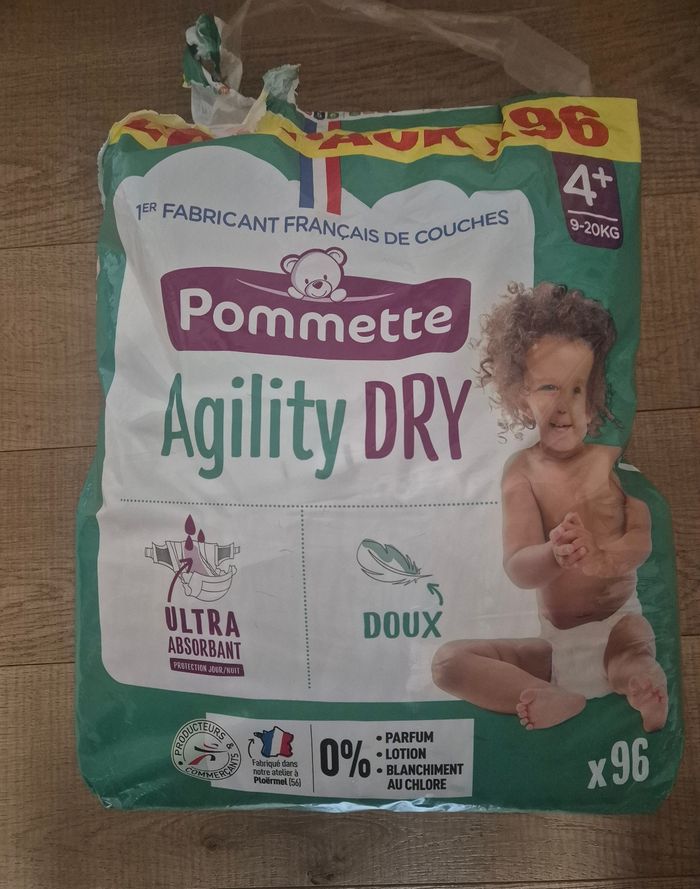 x96
4+
9-20KG
1ER FABRICANT FRANÇAIS DE COUCHES
Pommette
Agility DRY
ULTRA
ABSORBANT
PROTECTION JOUR/NUIT
DOUX
PRODUCTEURS &
COMMERÇANTS
Fabriqué dans
notre atelier à
Ploërmel (56)
0%
• PARFUM
• LOTION
• BLANCHIMENT
AU CHLORE
x96